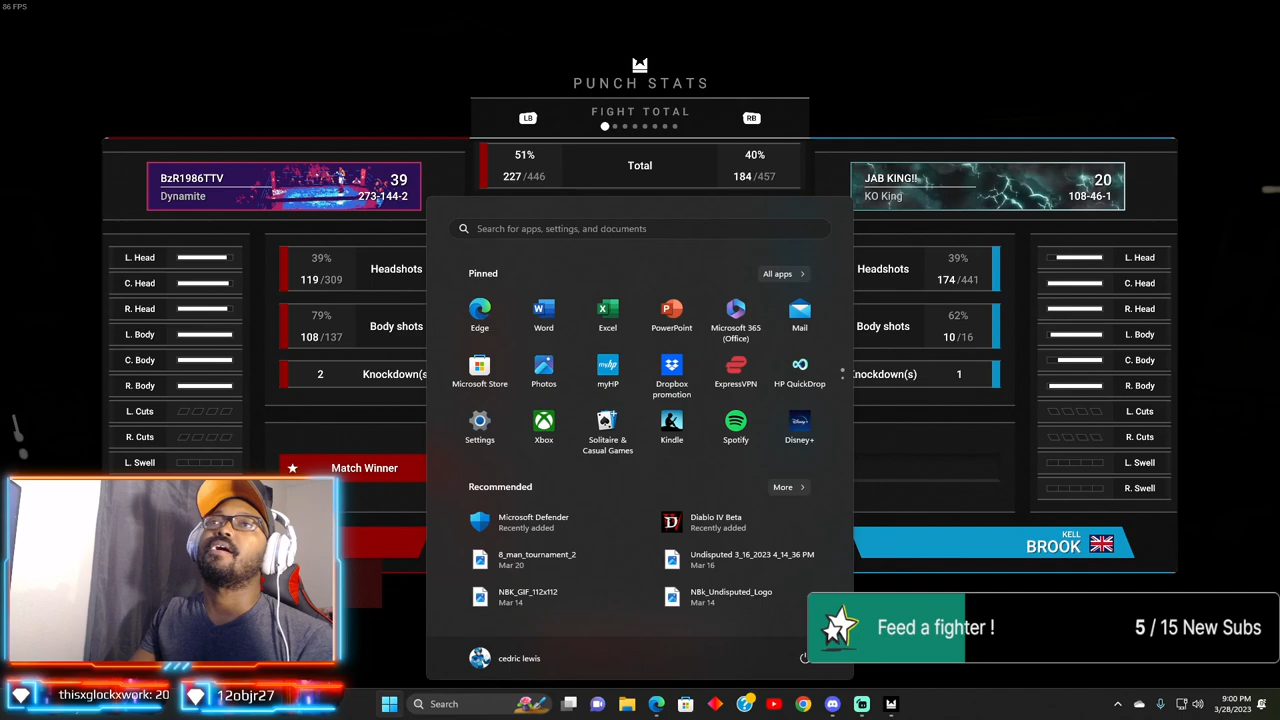 86 FPS
PUNCH STATS
LB
FIGHT TOTAL
RB
51%
227/446
Total
40%
184/457
BzR1986TTV
Dynamite
39
273-144-2
JAB KING!!
KO King
20
108-46-1
L. Head
C. Head
R. Head
L. Body
C. Body
R. Body
L. Cuts
R. Cuts
L. Swell
39%
119/309
Headshots
79%
108/137
Body shots
2
Knockdown(s)
Match Winner
Headshots
39%
174/441
Body shots
62%
10/16
nockdown(s)
1
L. Head
C. Head
R. Head
L. Body
C. Body
R. Body
L. Cuts
R. Cuts
L. Swell
R. Swell
KELL
BROOK
Search for apps, settings, and documents
Pinned
All apps
Edge
Word
Excel
PowerPoint
Microsoft 365
(Office)
Mail
Microsoft Store
Photos
myHP
Dropbox
promotion
ExpressVPN
HP QuickDrop
Settings
Xbox
Solitaire &
Casual Games
Kindle
Spotify
Disney+
Recommended
More
Microsoft Defender
Recently added
Diablo IV Beta
Recently added
8_man_tournament_2
Mar 20
Undisputed 3_16_2023 4_14_36 PM
Mar 16
NBK_GIF_112x112
Mar 14
NBk_Undisputed_Logo
Mar 14
cedric lewis
Feed a fighter !
5 / 15 New Subs
thisxglockxwork: 20
12objr27
Search
9:00 PM
3/28/2023